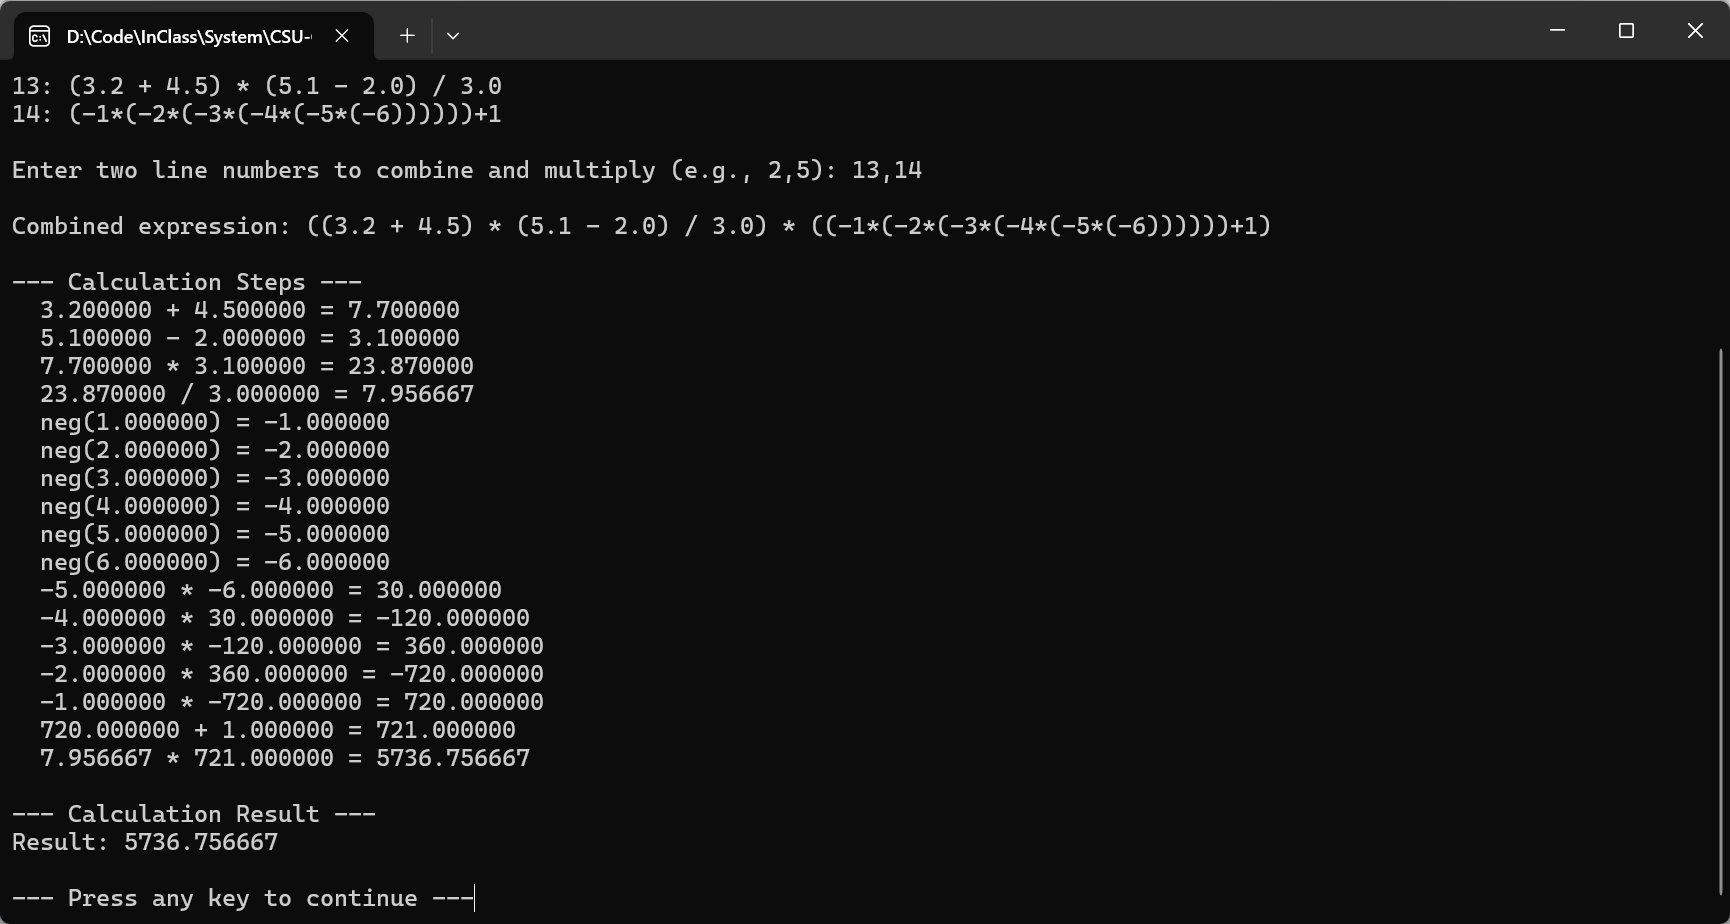 D:\Code\InClass\System\CSU-
13: (3.2 + 4.5) * (5.1 - 2.0) / 3.0
14: (-1*(-2*(-3*(-4*(-5*(-6))))))+1
Enter two line numbers to combine and multiply (e.g., 2,5): 13,14
Combined expression: ((3.2 + 4.5) * (5.1 - 2.0) / 3.0) * ((-1*(-2*(-3*(-4*(-5*(-6))))))+1)
--- Calculation Steps ---
3.200000 + 4.500000 = 7.700000
5.100000 - 2.000000 = 3.100000
7.700000 * 3.100000 = 23.870000
23.870000 / 3.000000 = 7.956667
neg(1.000000) = -1.000000
neg(2.000000) = -2.000000
neg(3.000000) = -3.000000
neg(4.000000) = -4.000000
neg(5.000000) = -5.000000
neg(6.000000) = -6.000000
-5.000000 * -6.000000 = 30.000000
-4.000000 * 30.000000 = -120.000000
-3.000000 * -120.000000 = 360.000000
-2.000000 * 360.000000 = -720.000000
-1.000000 * -720.000000 = 720.000000
720.000000 + 1.000000 = 721.000000
7.956667 * 721.000000 = 5736.756667
--- Calculation Result ---
Result: 5736.756667
--- Press any key to continue ---